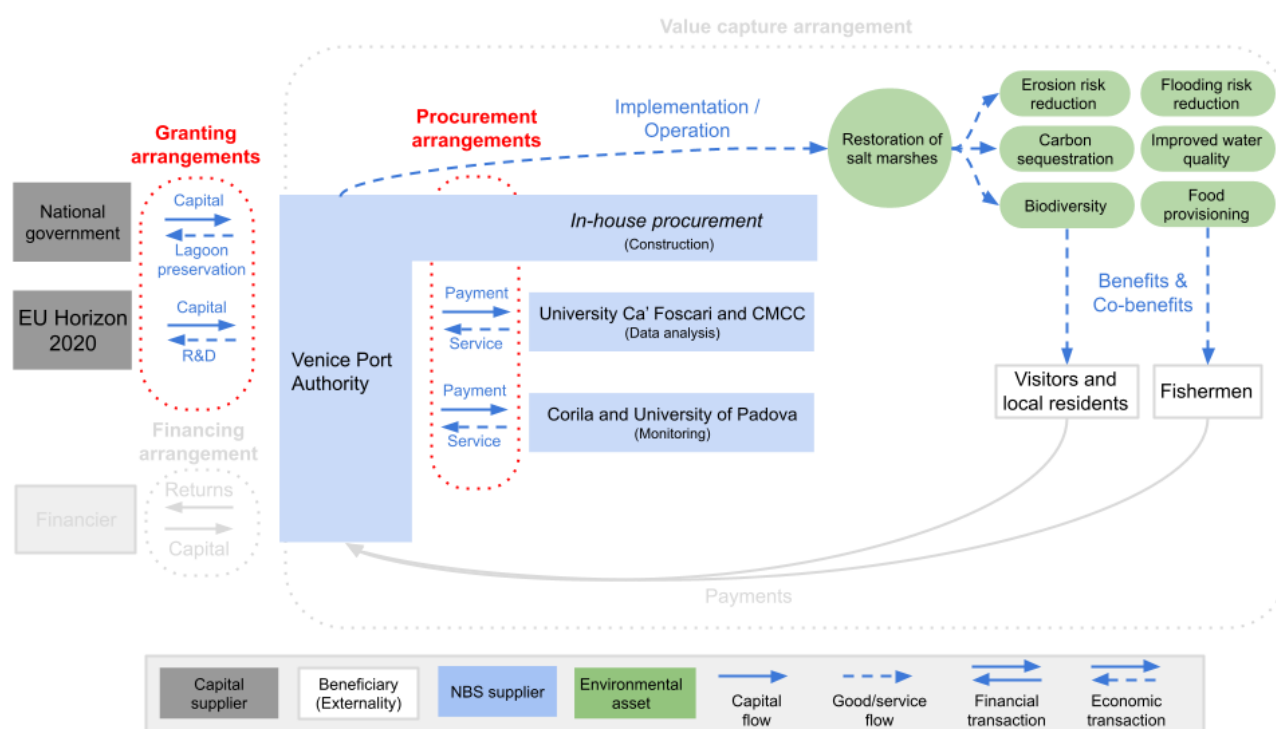 Value capture arrangement
Granting
arrangements
Procurement
arrangements
Implementation /
Operation
National
government
Capital
Lagoon
preservation
EU Horizon
2020
Capital
R&D
Financing
arrangement
Financier
Returns
Capital
Venice Port
Authority
In-house procurement
(Construction)
Payment
Service
University Ca' Foscari and CMCC
(Data analysis)
Payment
Service
Corila and University of Padova
(Monitoring)
Restoration of
salt marshes
Erosion risk
reduction
Flooding risk
reduction
Carbon
sequestration
Improved water
quality
Biodiversity
Food
provisioning
Benefits &
Co-benefits
Visitors and
local residents
Fishermen
Payments
Capital
supplier
Beneficiary
(Externality)
NBS supplier
Environmental
asset
Capital
flow
Good/service
flow
Financial
transaction
Economic
transaction